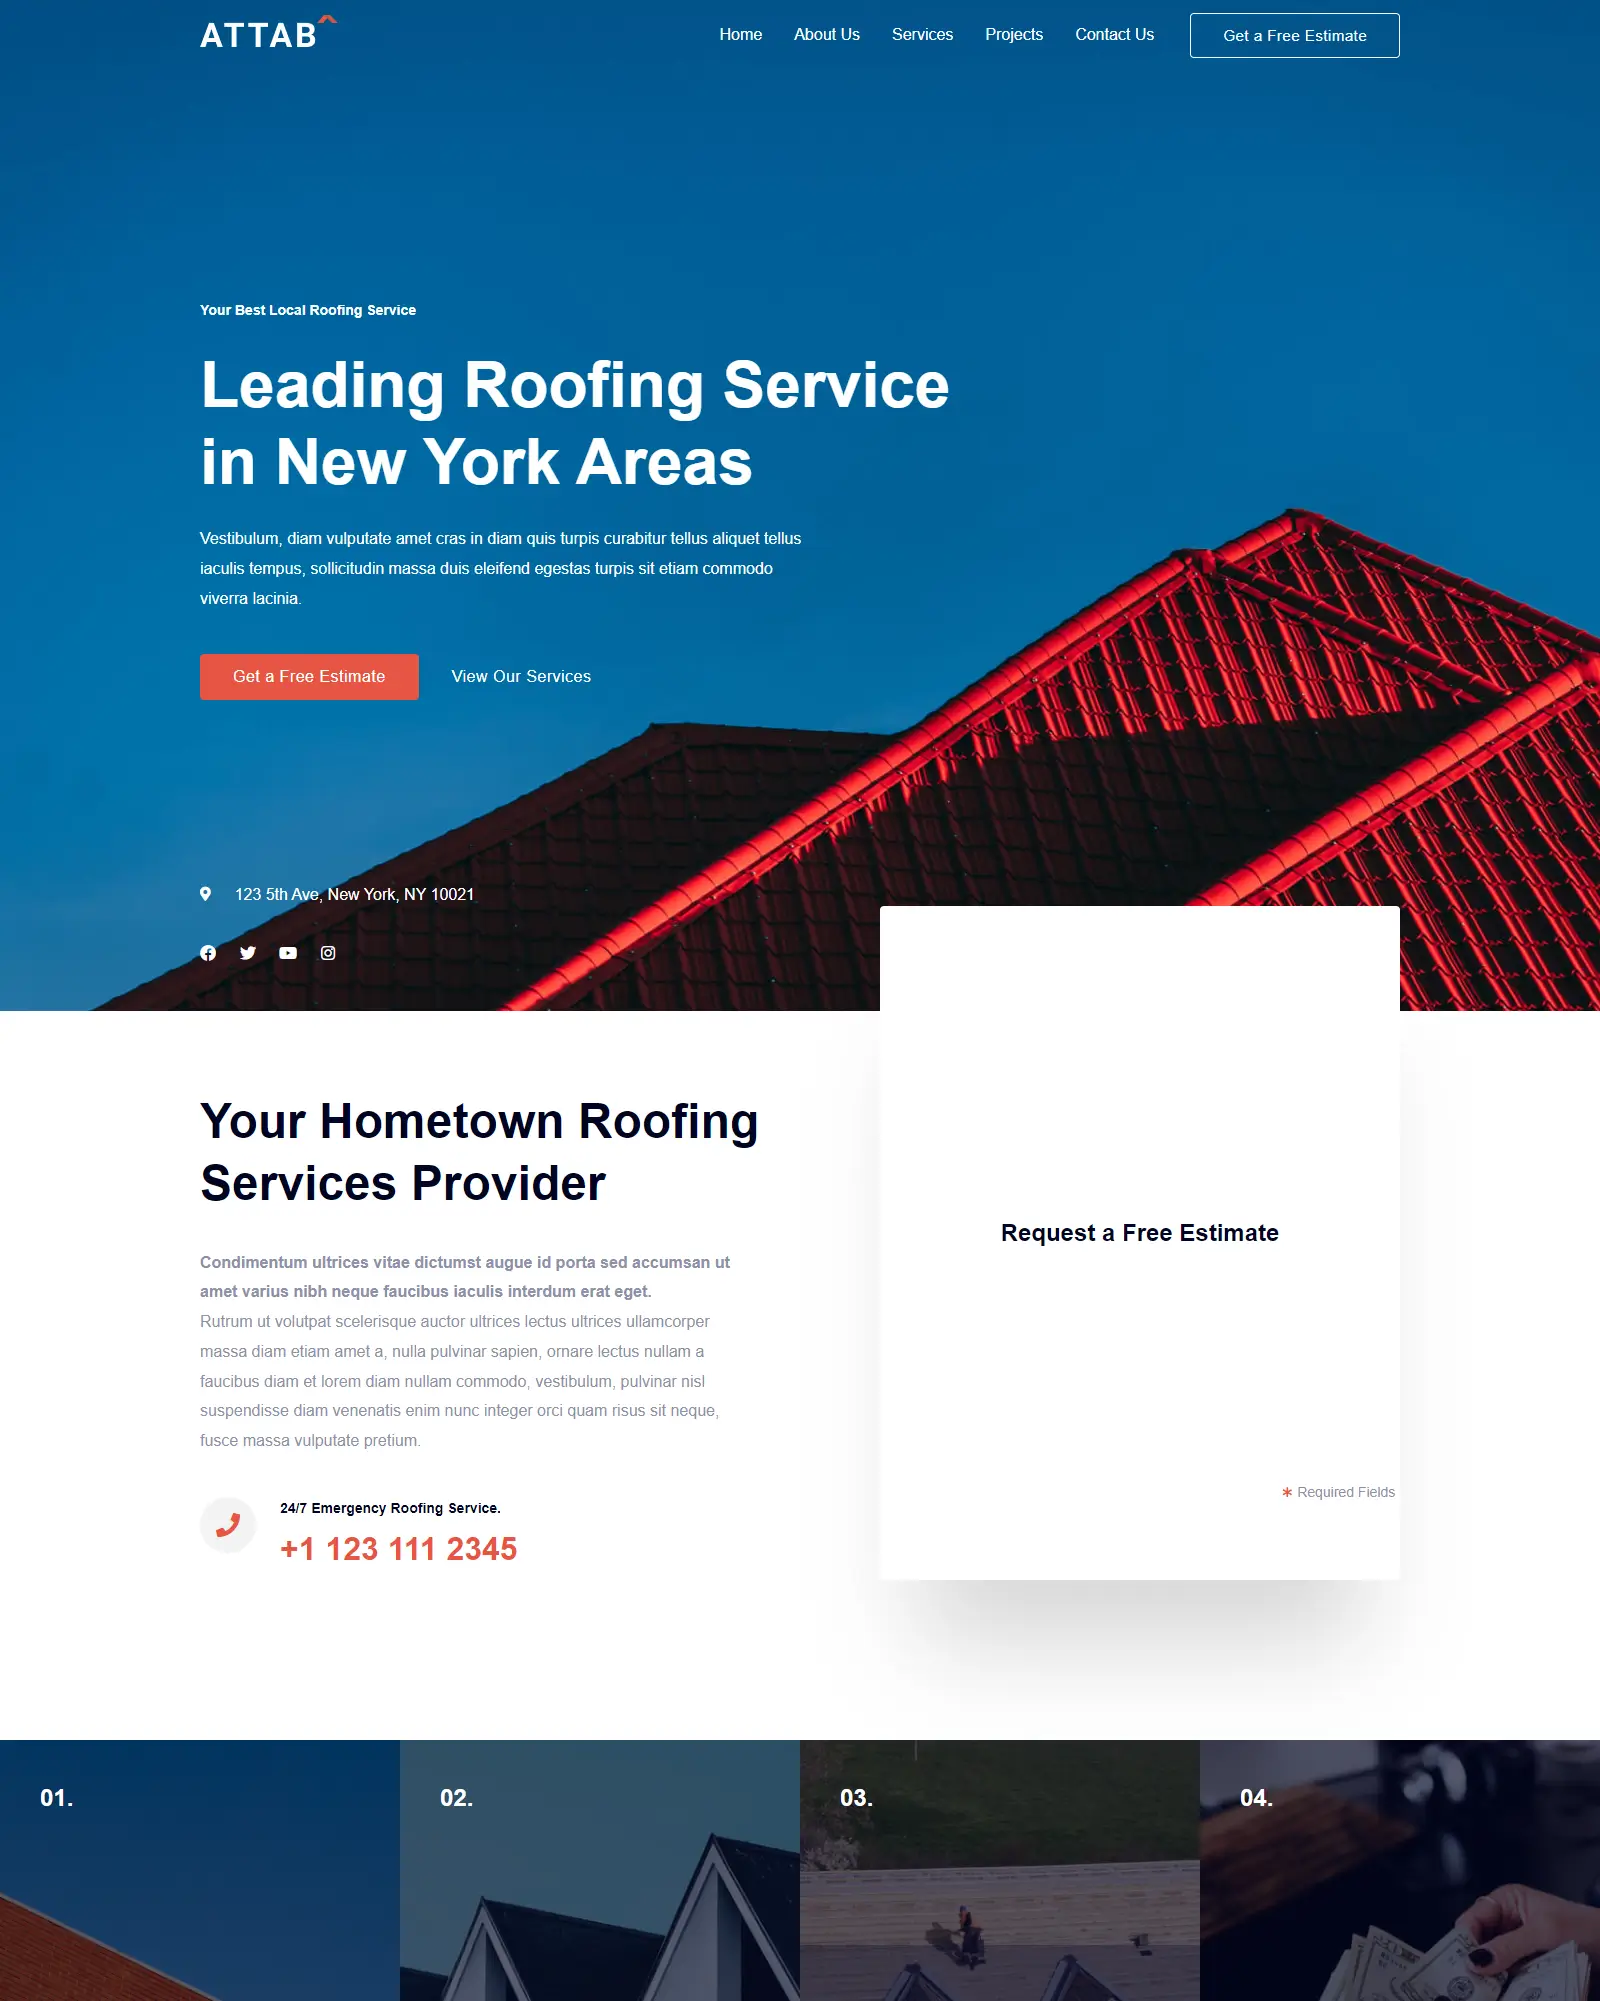 ATTAB
Home About Us Services Projects Contact Us Get a Free Estimate
Your Best Local Roofing Service
Leading Roofing Service
in New York Areas
Vestibulum, diam vulputate amet cras in diam quis turpis curabitur tellus aliquet tellus
iaculis tempus, sollicitudin massa duis eleifend egestas turpis sit etiam commodo
viverra lacinia.
Get a Free Estimate View Our Services
123 5th Ave, New York, NY 10021
Your Hometown Roofing
Services Provider
Condimentum ultrices vitae dictumst augue id porta sed accumsan ut
amet varius nibh neque faucibus iaculis interdum erat eget.
Rutrum ut volutpat scelerisque auctor ultrices lectus ultrices ullamcorper
massa diam etiam amet a, nulla pulvinar sapien, ornare lectus nullam a
faucibus diam et lorem diam nullam commodo, vestibulum, pulvinar nisl
suspendisse diam venenatis enim nunc integer orci quam risus sit neque,
fusce massa vulputate pretium.
24/7 Emergency Roofing Service.
+1 123 111 2345
Request a Free Estimate
* Required Fields
01.
02.
03.
04.